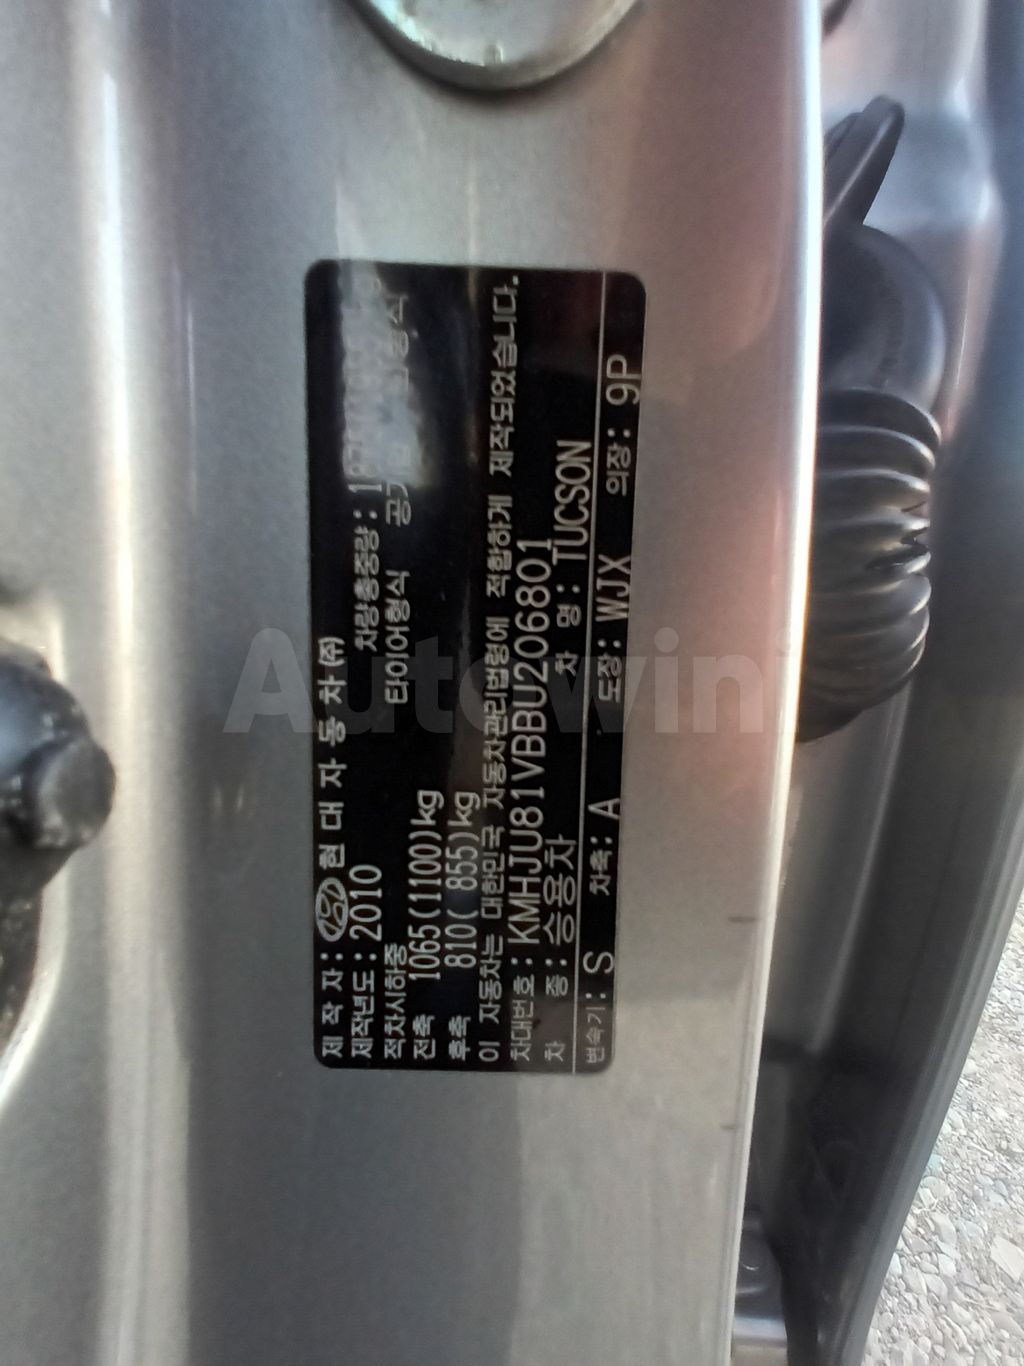 제 작 자: 현 대 자 동 차 (주)
제작년도: 2010 차량총중량:
적차시하중 타이어형식
전축 1065(1100)kg
후축 810( 855)kg
이 자동차는 대한민국 자동차관리법령에 적합하게 제작되었습니다.
차대번호: KMHJU81VBBU206801
차 종: 승용차 차 명: TUCSON
변속기: S 차축: A 도장: WJX 의장: 9P
Autowini